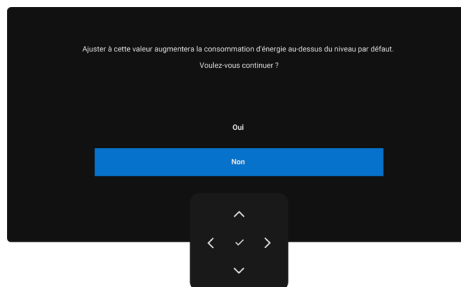 Ajuster à cette valeur augmentera la consommation d'énergie au-dessus du niveau par défaut.
Voulez-vous continuer ?
Oui
Non